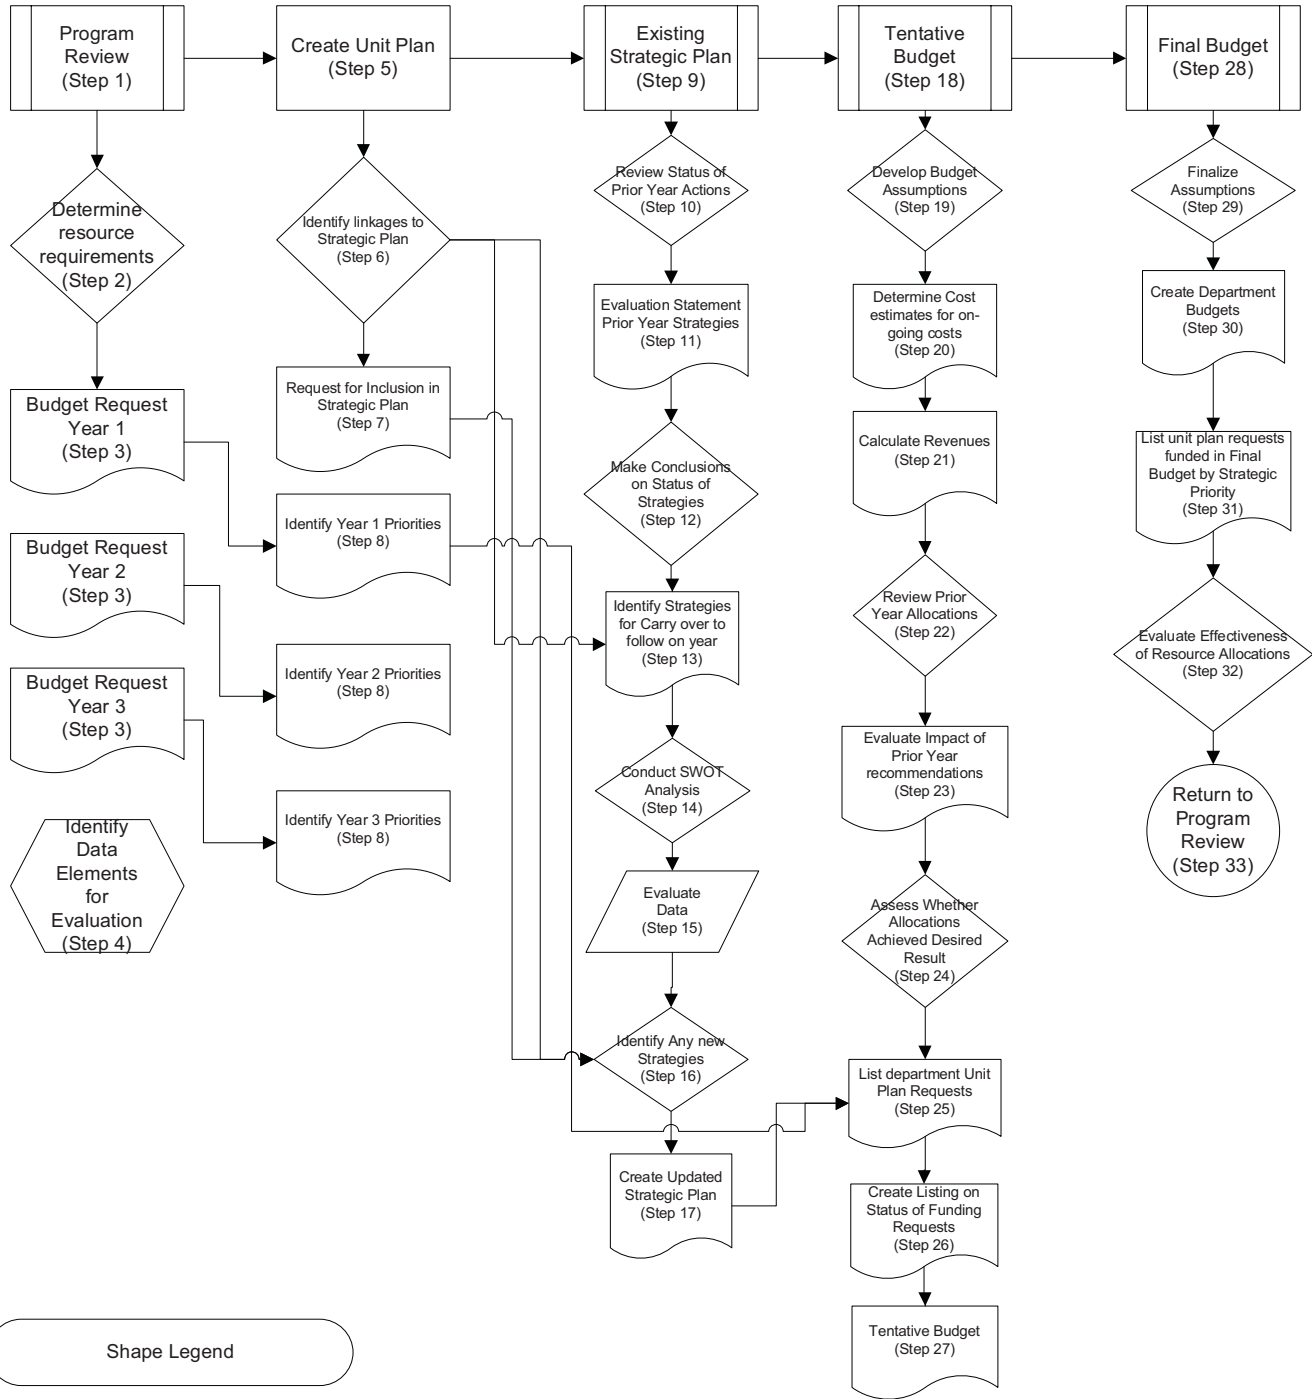 Program
Review
(Step 1)
Determine
resource
requirements
(Step 2)
Budget Request
Year 1
(Step 3)
Budget Request
Year 2
(Step 3)
Budget Request
Year 3
(Step 3)
Identify
Data
Elements
for
Evaluation
(Step 4)
Create Unit Plan
(Step 5)
Identify linkages to
Strategic Plan
(Step 6)
Request for Inclusion in
Strategic Plan
(Step 7)
Identify Year 1 Priorities
(Step 8)
Identify Year 2 Priorities
(Step 8)
Identify Year 3 Priorities
(Step 8)
Existing
Strategic Plan
(Step 9)
Review Status of
Prior Year Actions
(Step 10)
Evaluation Statement
Prior Year Strategies
(Step 11)
Make Conclusions
on Status of
Strategies
(Step 12)
Identify Strategies
for Carry over to
follow on year
(Step 13)
Conduct SWOT
Analysis
(Step 14)
Evaluate
Data
(Step 15)
Identify Any new
Strategies
(Step 16)
Create Updated
Strategic Plan
(Step 17)
Tentative
Budget
(Step 18)
Develop Budget
Assumptions
(Step 19)
Determine Cost
estimates for on-
going costs
(Step 20)
Calculate Revenues
(Step 21)
Review Prior
Year Allocations
(Step 22)
Evaluate Impact of
Prior Year
recommendations
(Step 23)
Assess Whether
Allocations
Achieved Desired
Result
(Step 24)
List department Unit
Plan Requests
(Step 25)
Create Listing on
Status of Funding
Requests
(Step 26)
Tentative Budget
(Step 27)
Final Budget
(Step 28)
Finalize
Assumptions
(Step 29)
Create Department
Budgets
(Step 30)
List unit plan requests
funded in Final
Budget by Strategic
Priority
(Step 31)
Evaluate Effectiveness
of Resource Allocations
(Step 32)
Return to
Program
Review
(Step 33)
Shape Legend